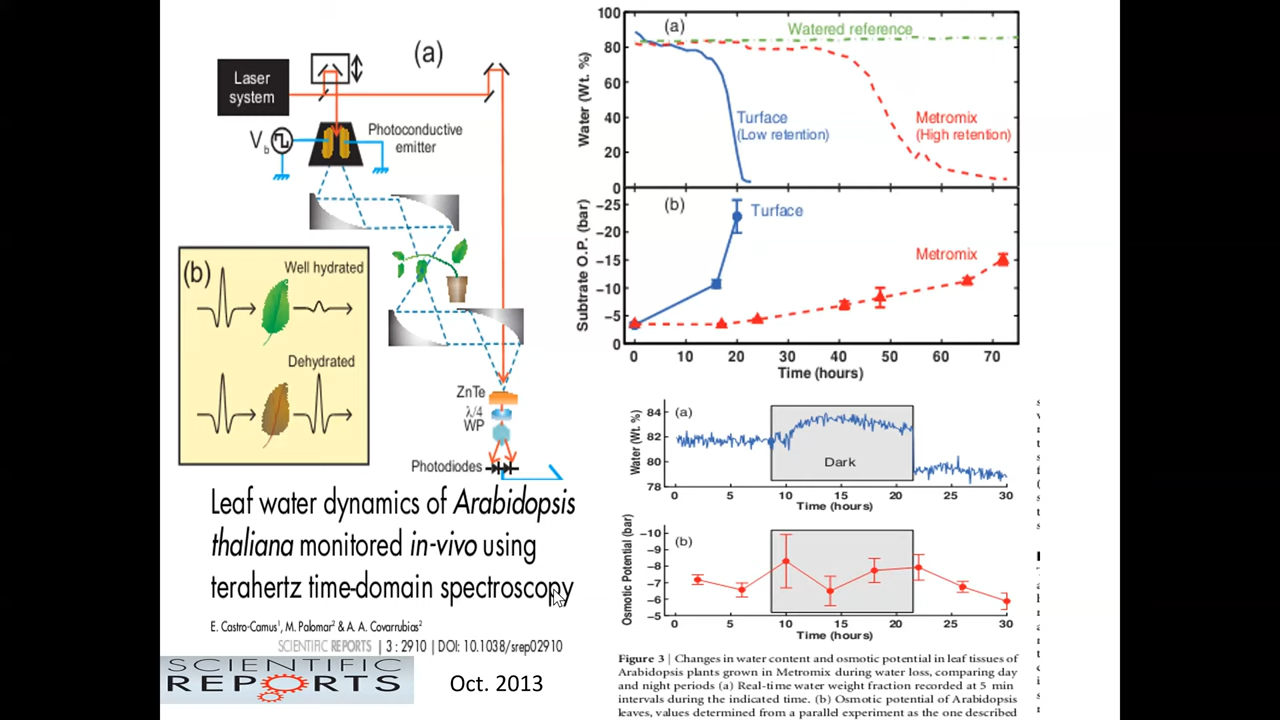 (a)
Laser
system
V
b
Photoconductive
emitter
(b)
Well hydrated
Dehydrated
ZnTe
λ/4
WP
Photodiodes
Leaf water dynamics of Arabidopsis
thaliana monitored in-vivo using
terahertz time-domain spectroscopy
E. Castro-Camus¹, M. Palomar² & A. A. Covarrubias²
SCIENTIFIC REPORTS | 3 : 2910 | DOI: 10.1038/srep02910
SCIENTIFIC
REPORTS
Oct. 2013
(a)
Watered reference
Water (Wt. %)
100
80
60
40
20
0
Turface
(Low retention)
Metromix
(High retention)
(b)
Subtrate O.P. (bar)
−25
−20
−15
−10
−5
0
Turface
Metromix
0 10 20 30 40 50 60 70
Time (hours)
(a)
Water (Wt. %)
84
82
80
78
Dark
0 5 10 15 20 25 30
Time (hours)
(b)
Osmotic Potential (bar)
−10
−9
−8
−7
−6
−5
0 5 10 15 20 25 30
Time (hours)
Figure 3 | Changes in water content and osmotic potential in leaf tissues of
Arabidopsis plants grown in Metromix during water loss, comparing day
and night periods (a) Real-time water weight fraction recorded at 5 min
intervals during the indicated time. (b) Osmotic potential of Arabidopsis
leaves, values determined from a parallel experiment as the one described